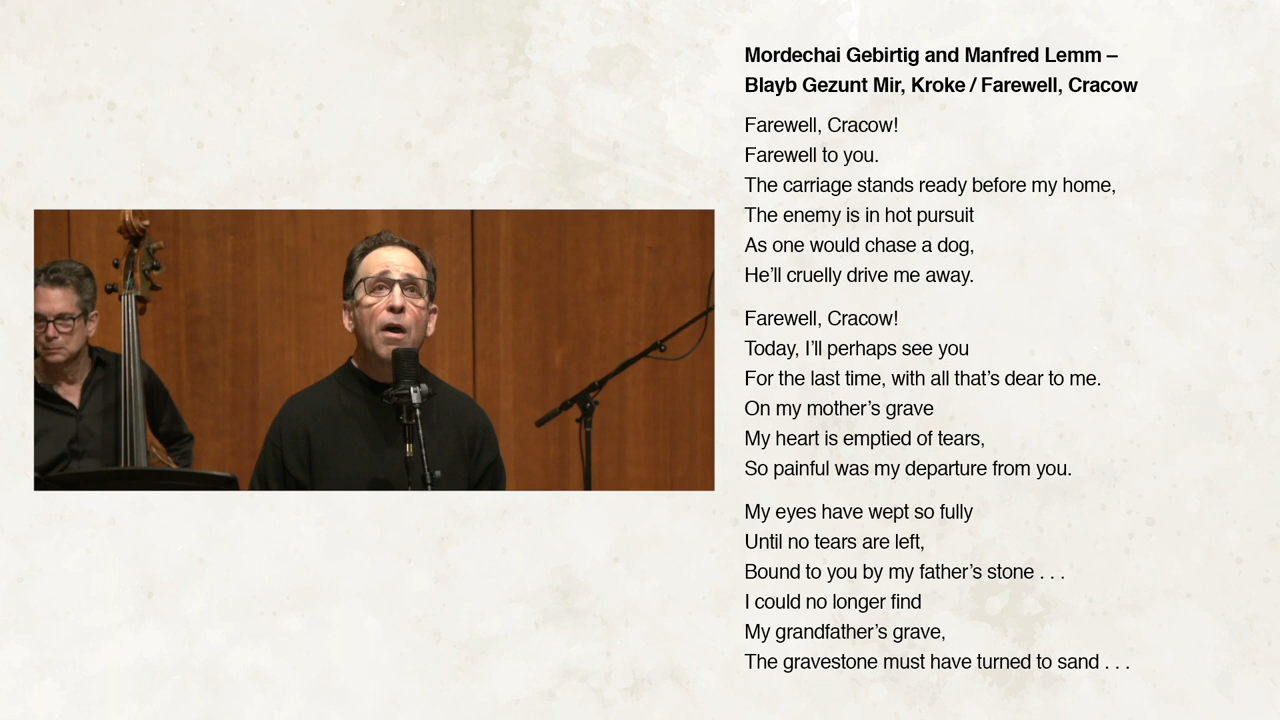 Mordechai Gebirtig and Manfred Lemm –
Blayb Gezunt Mir, Kroke / Farewell, Cracow
Farewell, Cracow!
Farewell to you.
The carriage stands ready before my home,
The enemy is in hot pursuit
As one would chase a dog,
He’ll cruelly drive me away.
Farewell, Cracow!
Today, I’ll perhaps see you
For the last time, with all that’s dear to me.
On my mother’s grave
My heart is emptied of tears,
So painful was my departure from you.
My eyes have wept so fully
Until no tears are left,
Bound to you by my father’s stone . . .
I could no longer find
My grandfather’s grave,
The gravestone must have turned to sand . . .